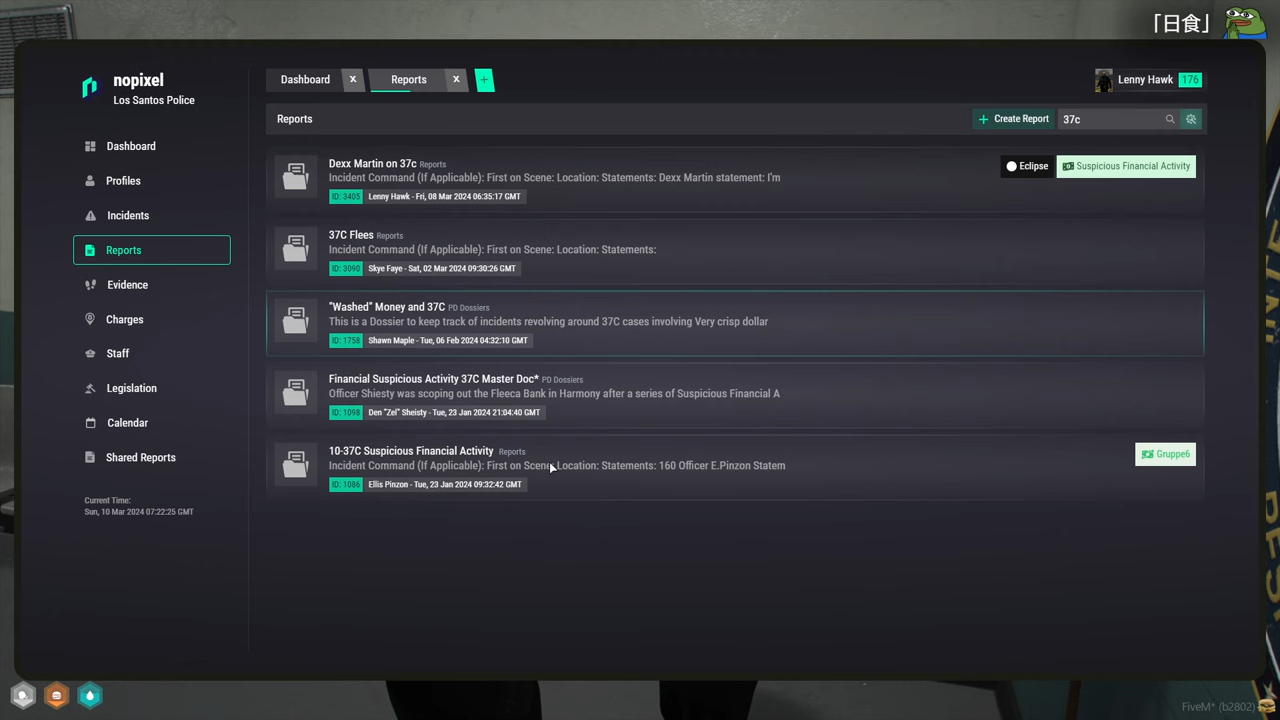 「日食」
nopixel
Los Santos Police
Dashboard
Profiles
Incidents
Reports
Evidence
Charges
Staff
Legislation
Calendar
Shared Reports
Current Time:
Sun, 10 Mar 2024 07:22:25 GMT
Dashboard x Reports x +
Lenny Hawk 176
Reports
+ Create Report 37c
Dexx Martin on 37c Reports
Incident Command (If Applicable): First on Scene: Location: Statements: Dexx Martin statement: I'm
ID: 3405 Lenny Hawk - Fri, 08 Mar 2024 06:35:17 GMT
Eclipse Suspicious Financial Activity
37C Flees Reports
Incident Command (If Applicable): First on Scene: Location: Statements:
ID: 3090 Skye Faye - Sat, 02 Mar 2024 09:30:26 GMT
"Washed" Money and 37C PD Dossiers
This is a Dossier to keep track of incidents revolving around 37C cases involving Very crisp dollar
ID: 1758 Shawn Maple - Tue, 06 Feb 2024 04:32:10 GMT
Financial Suspicious Activity 37C Master Doc* PD Dossiers
Officer Shiesty was scoping out the Fleeca Bank in Harmony after a series of Suspicious Financial A
ID: 1098 Den "Zel" Sheisty - Tue, 23 Jan 2024 21:04:40 GMT
10-37C Suspicious Financial Activity Reports
Incident Command (If Applicable): First on Scene: Location: Statements: 160 Officer E.Pinzon Statem
ID: 1086 Ellis Pinzon - Tue, 23 Jan 2024 09:32:42 GMT
Gruppe6
FiveM* (b2802)